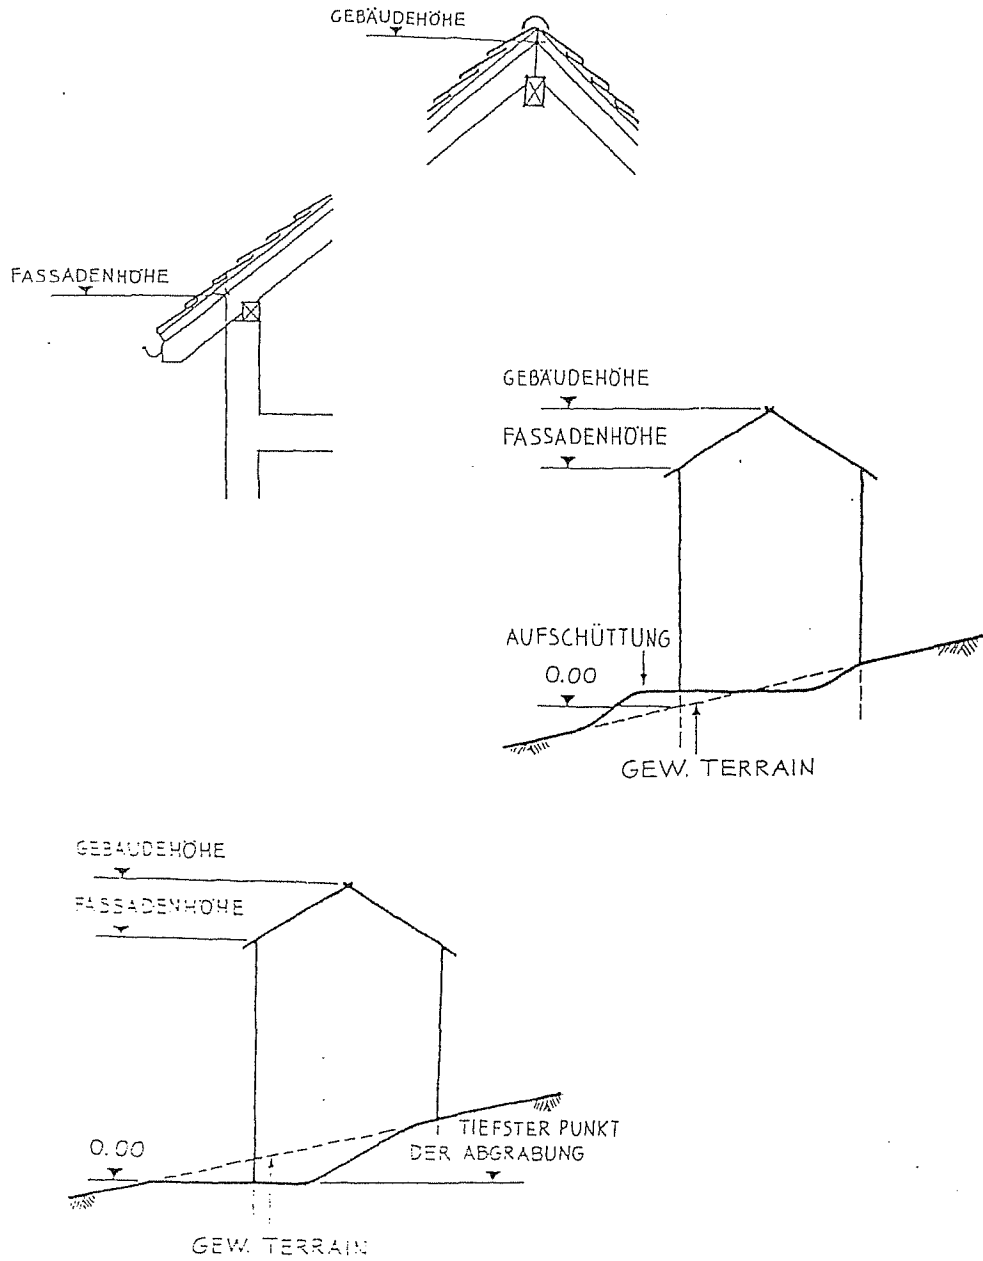 GEBÄUDEHÖHE
FASSADENHÖHE
GEBÄUDEHÖHE
FASSADENHÖHE
AUFSCHÜTTUNG
0.00
GEW. TERRAIN
GEBÄUDEHÖHE
FASSADENHÖHE
0.00
TIEFSTER PUNKT
DER ABGRABUNG
GEW. TERRAIN